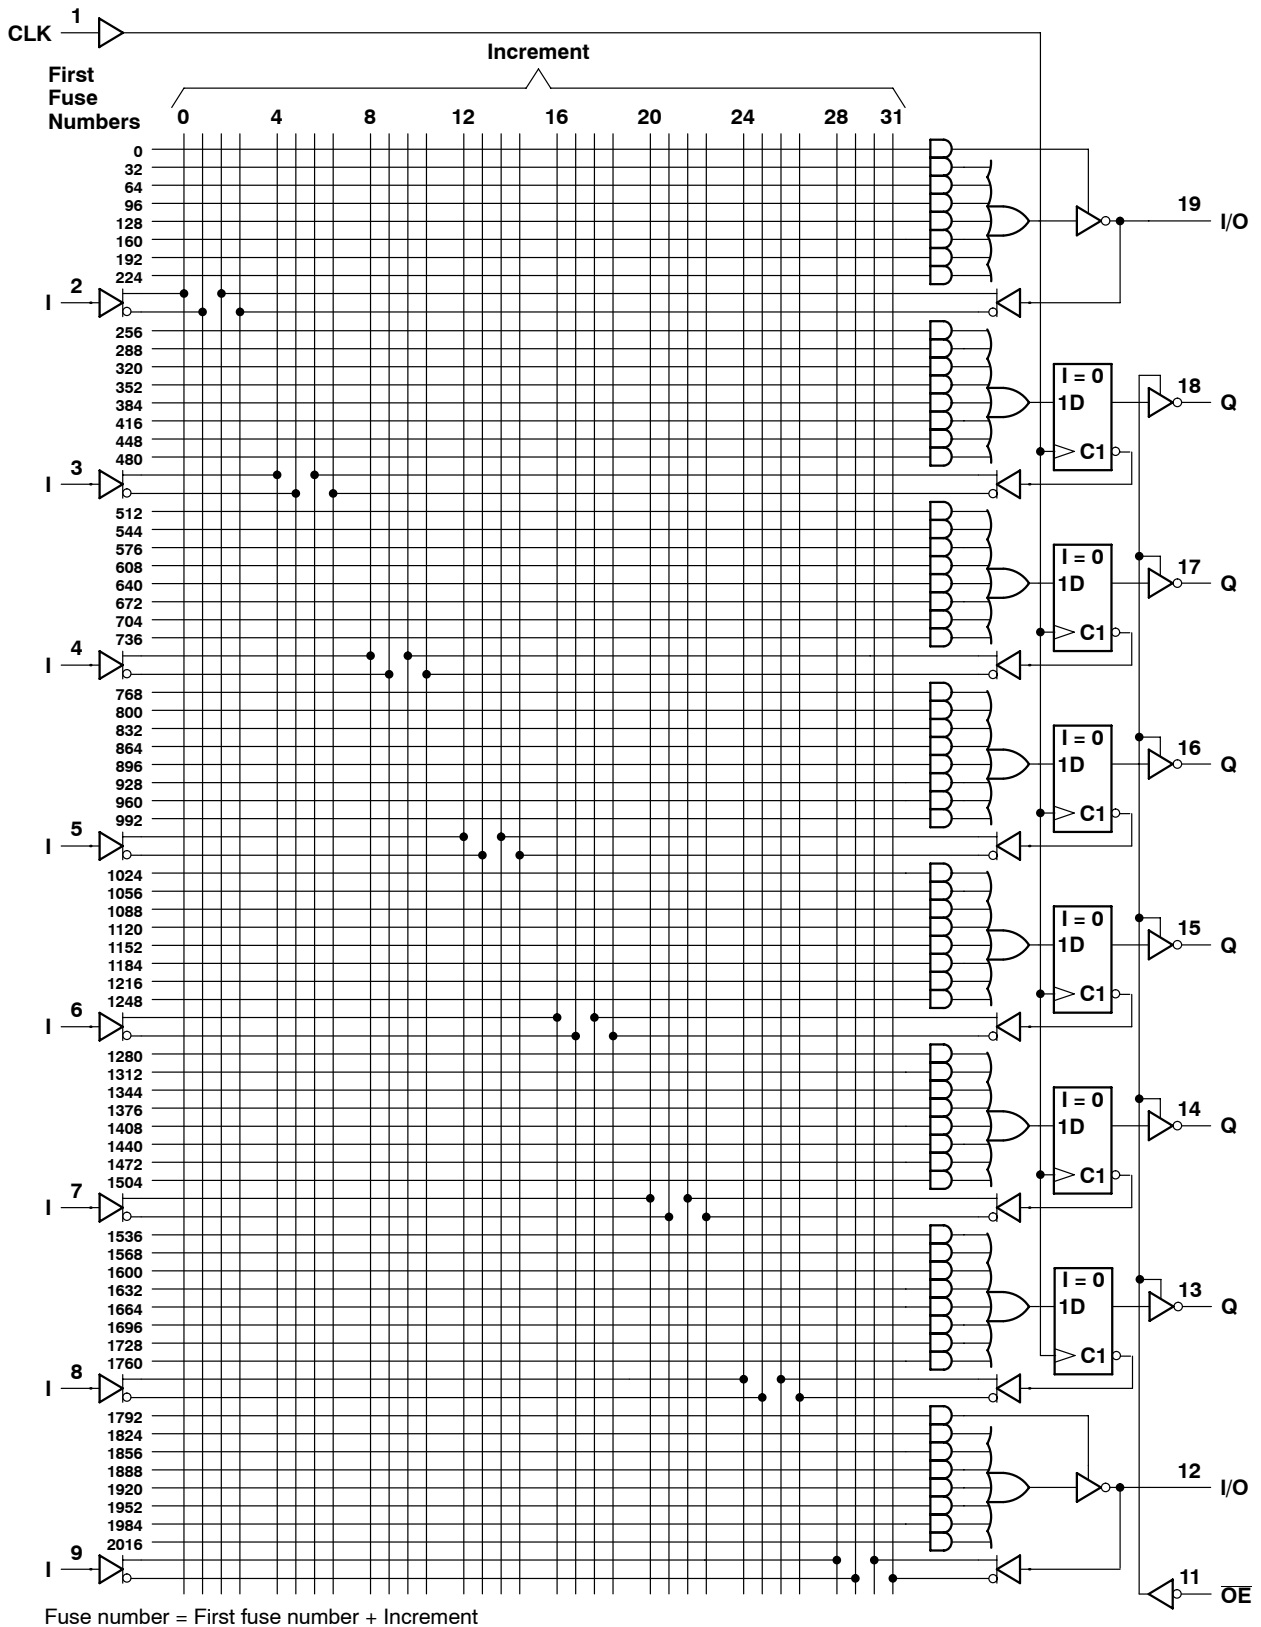 1
CLK
Increment
First
Fuse
Numbers
0 4 8 12 16 20 24 28 31
0
32
64
96
128
160
192
224
19
I/O
2
I
256
288
320
352
384
416
448
480
I = 0
1D
C1
18
Q
3
I
512
544
576
608
640
672
704
736
I = 0
1D
C1
17
Q
4
I
768
800
832
864
896
928
960
992
I = 0
1D
C1
16
Q
5
I
1024
1056
1088
1120
1152
1184
1216
1248
I = 0
1D
C1
15
Q
6
I
1280
1312
1344
1376
1408
1440
1472
1504
I = 0
1D
C1
14
Q
7
I
1536
1568
1600
1632
1664
1696
1728
1760
I = 0
1D
C1
13
Q
8
I
1792
1824
1856
1888
1920
1952
1984
2016
12
I/O
9
I
11
OE
Fuse number = First fuse number + Increment